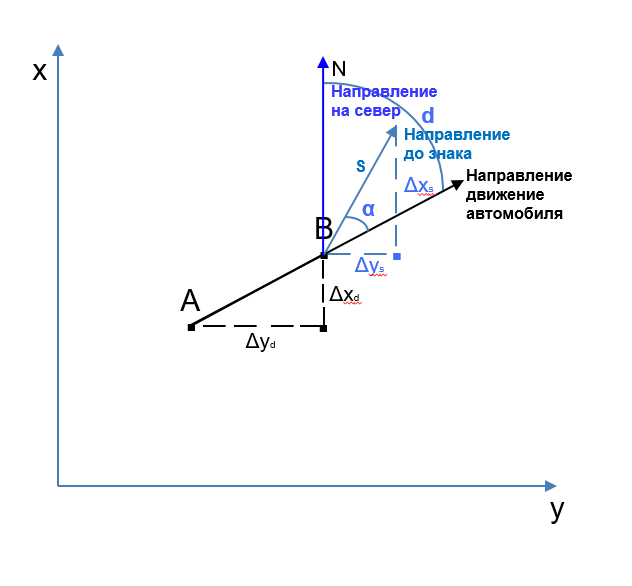 x
N
Направление
на север
d
Направление
до знака
s
Δxs
Направление
движение
автомобиля
α
B
Δys
A
Δxd
Δyd
y